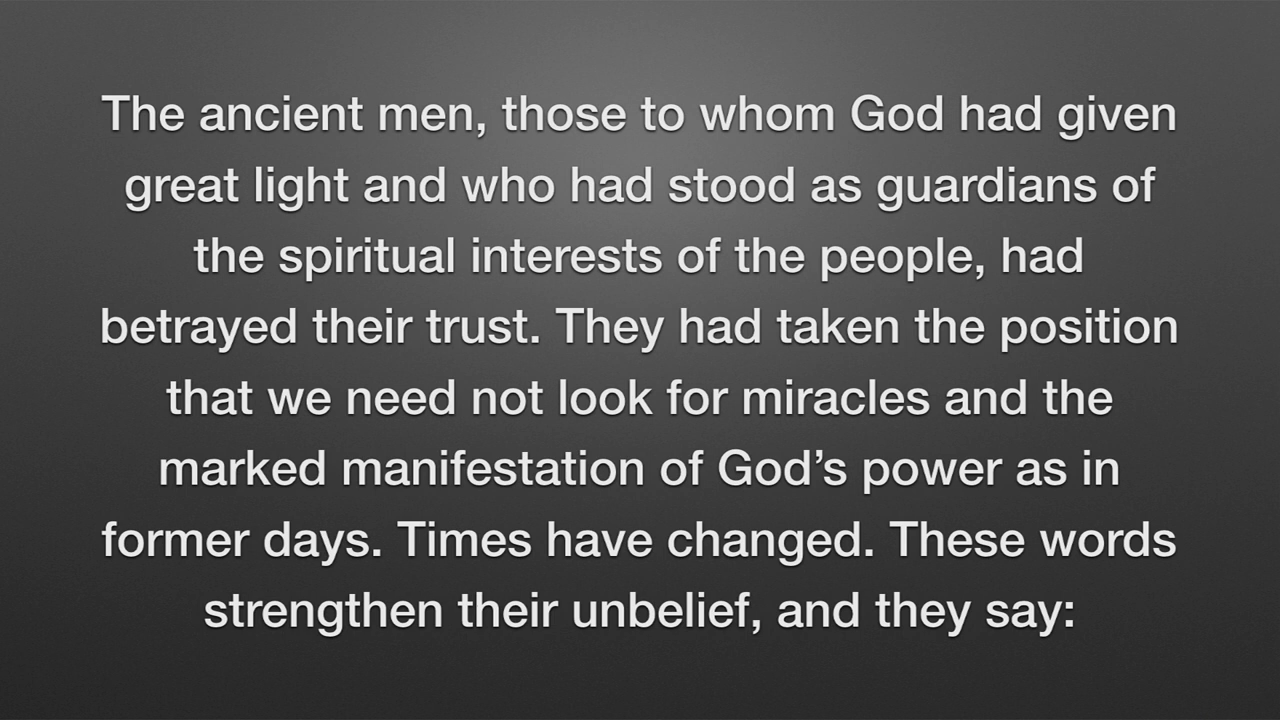 The ancient men, those to whom God had given
great light and who had stood as guardians of
the spiritual interests of the people, had
betrayed their trust. They had taken the position
that we need not look for miracles and the
marked manifestation of God’s power as in
former days. Times have changed. These words
strengthen their unbelief, and they say: